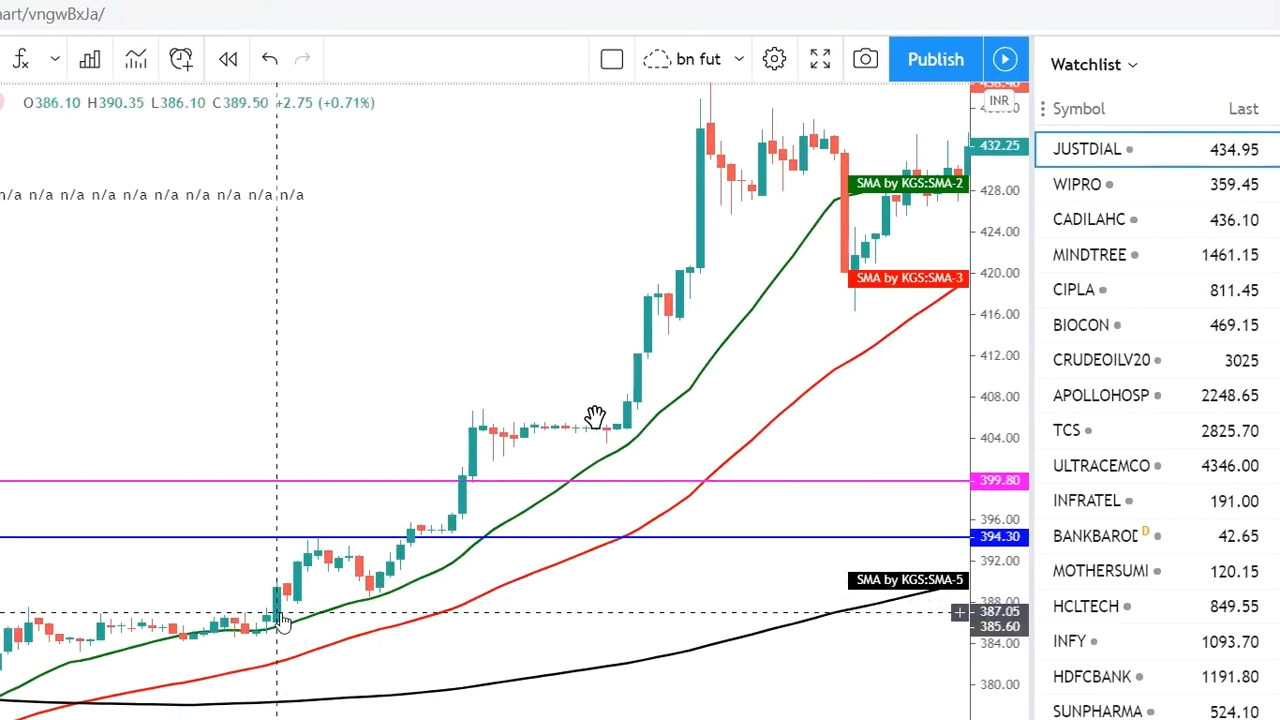 nart/vngwBxJa/
fx bn fut Publish
Watchlist
O386.10 H390.35 L386.10 C389.50 +2.75 (+0.71%)
INR
Symbol Last
432.25
JUSTDIAL 434.95
n/a n/a n/a n/a n/a n/a n/a n/a n/a n/a
SMA by KGS:SMA-2
428.00
WIPRO 359.45
CADILAHC 436.10
424.00
MINDTREE 1461.15
SMA by KGS:SMA-3
420.00
CIPLA 811.45
416.00
BIOCON 469.15
412.00
CRUDEOILV20 3025
408.00
APOLLOHOSP 2248.65
404.00
TCS 2825.70
ULTRACEMCO 4346.00
399.80
INFRATEL 191.00
396.00
394.30
BANKBAROD D 42.65
392.00
MOTHERSUMI 120.15
SMA by KGS:SMA-5
388.00
HCLTECH 849.55
387.05
385.60
384.00
INFY 1093.70
HDFCBANK 1191.80
380.00
SUNPHARMA 524.10